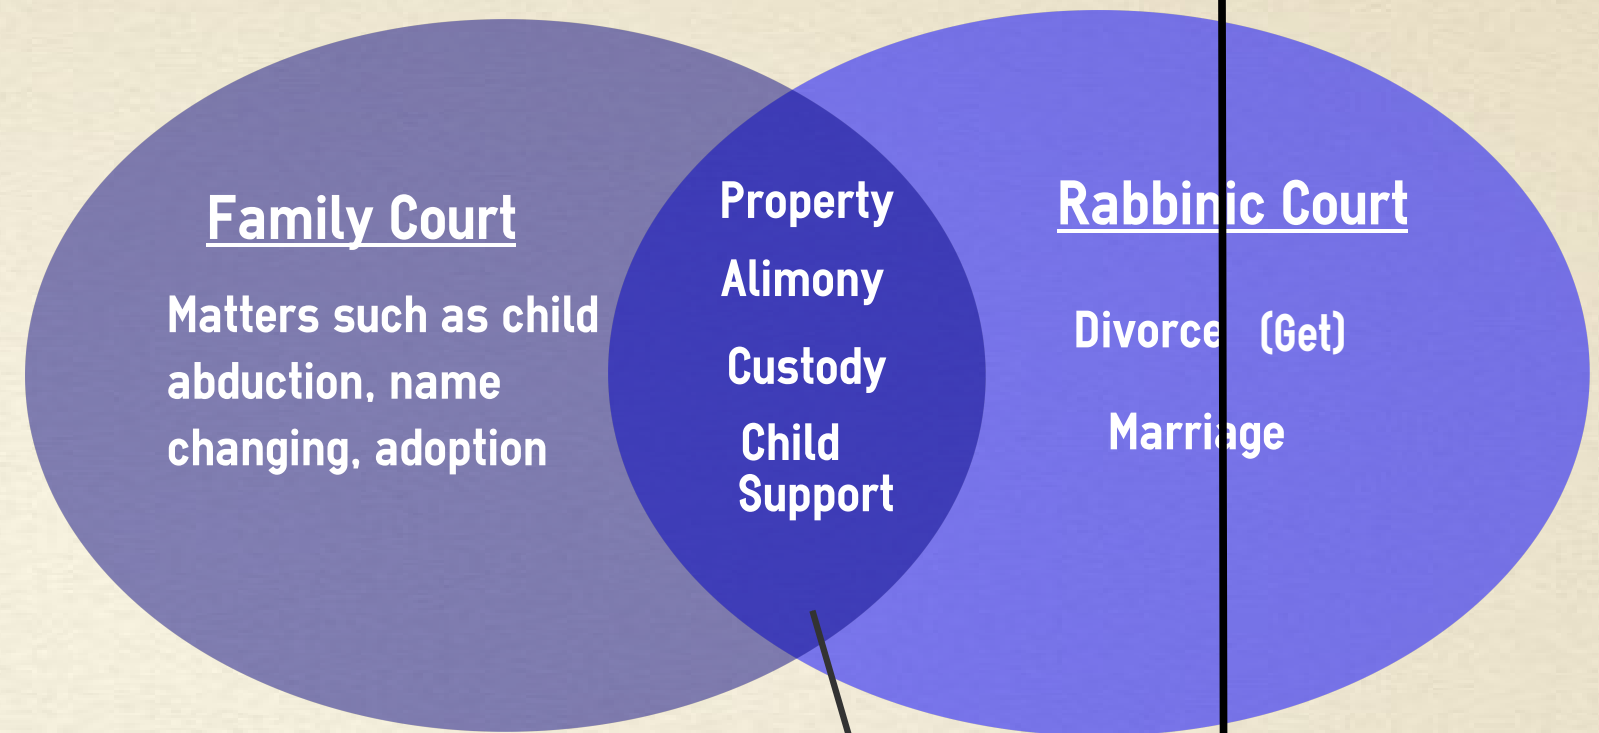 Family Court
Matters such as child
abduction, name
changing, adoption
Property
Alimony
Custody
Child
Support
Rabbinic Court
Divorce (Get)
Marriage